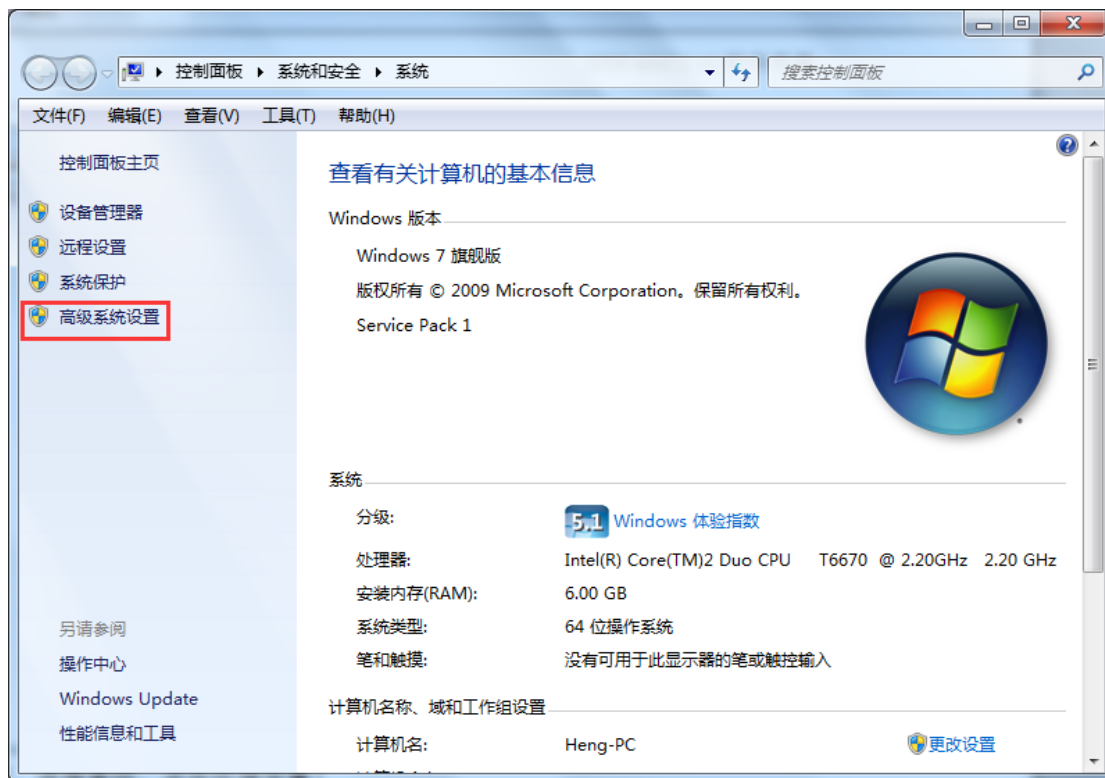 控制面板 ▸ 系统和安全 ▸ 系统
搜索控制面板
文件(F) 编辑(E) 查看(V) 工具(T) 帮助(H)
控制面板主页
设备管理器
远程设置
系统保护
高级系统设置
另请参阅
操作中心
Windows Update
性能信息和工具
查看有关计算机的基本信息
Windows 版本
Windows 7 旗舰版
版权所有 © 2009 Microsoft Corporation。保留所有权利。
Service Pack 1
系统
分级: 5.1 Windows 体验指数
处理器: Intel(R) Core(TM)2 Duo CPU T6670 @ 2.20GHz 2.20 GHz
安装内存(RAM): 6.00 GB
系统类型: 64 位操作系统
笔和触摸: 没有可用于此显示器的笔或触控输入
计算机名称、域和工作组设置
计算机名: Heng-PC 更改设置